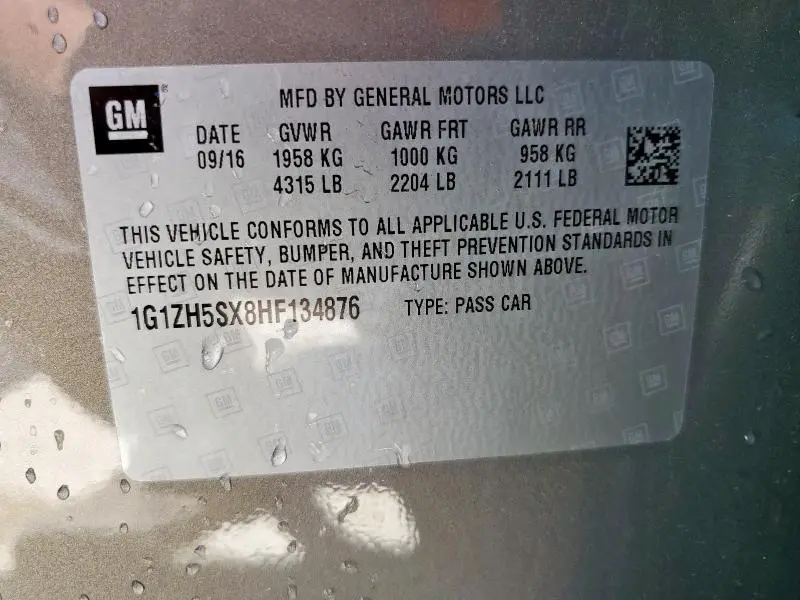 GM
MFD BY GENERAL MOTORS LLC
DATE GVWR GAWR FRT GAWR RR
09/16 1958 KG 1000 KG 958 KG
4315 LB 2204 LB 2111 LB
THIS VEHICLE CONFORMS TO ALL APPLICABLE U.S. FEDERAL MOTOR
VEHICLE SAFETY, BUMPER, AND THEFT PREVENTION STANDARDS IN
EFFECT ON THE DATE OF MANUFACTURE SHOWN ABOVE.
1G1ZH5SX8HF134876 TYPE: PASS CAR